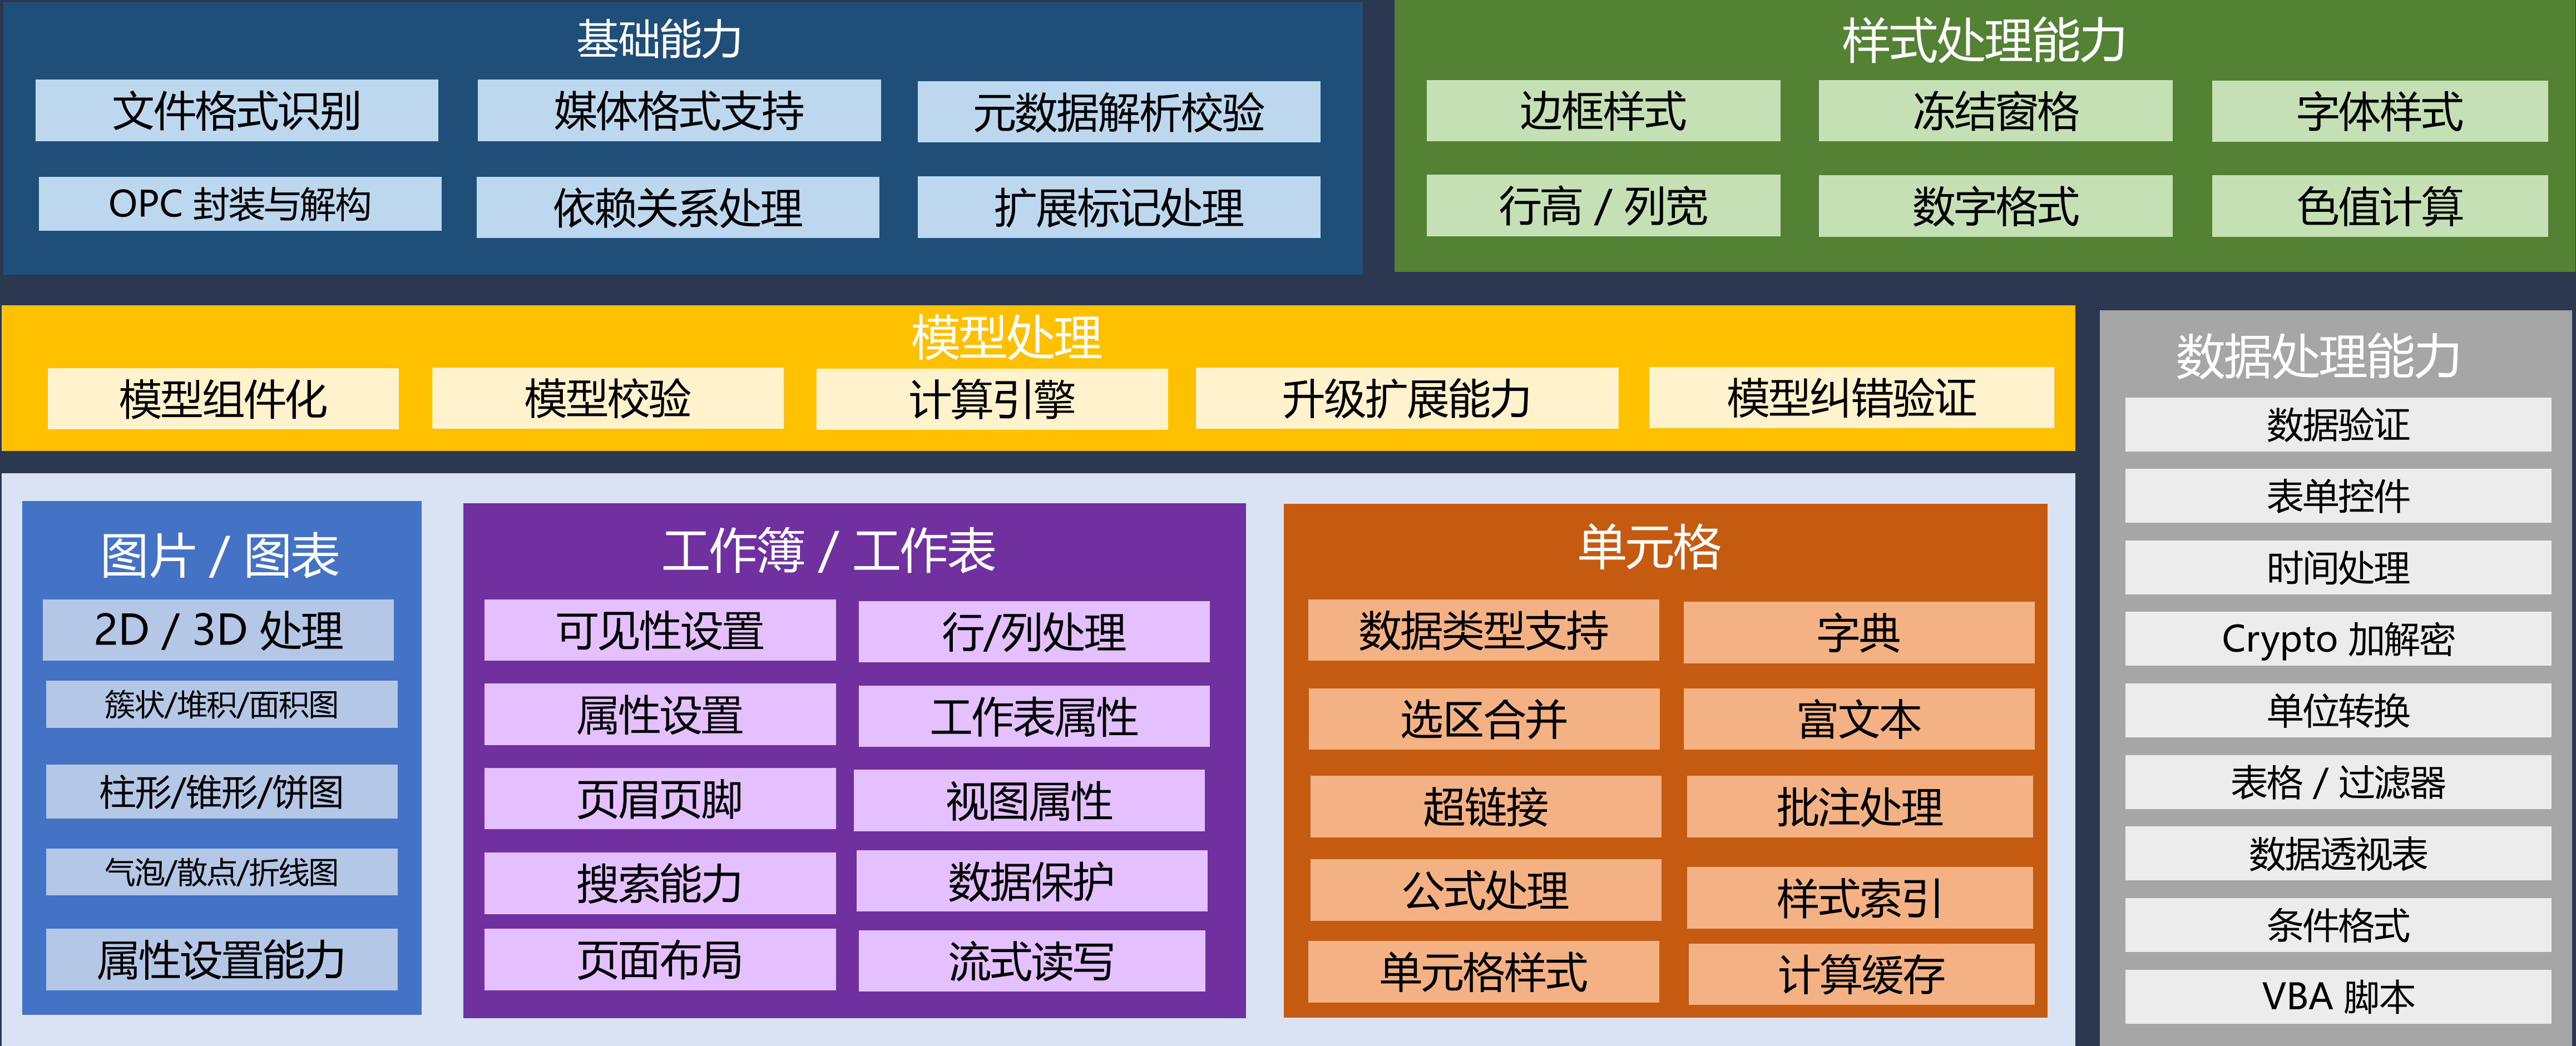 基础能力
文件格式识别
媒体格式支持
元数据解析校验
OPC 封装与解构
依赖关系处理
扩展标记处理
样式处理能力
边框样式
冻结窗格
字体样式
行高 / 列宽
数字格式
色值计算
模型处理
模型组件化
模型校验
计算引擎
升级扩展能力
模型纠错验证
图片 / 图表
2D / 3D 处理
簇状/堆积/面积图
柱形/锥形/饼图
气泡/散点/折线图
属性设置能力
工作簿 / 工作表
可见性设置
行/列处理
属性设置
工作表属性
页眉页脚
视图属性
搜索能力
数据保护
页面布局
流式读写
单元格
数据类型支持
字典
选区合并
富文本
超链接
批注处理
公式处理
样式索引
单元格样式
计算缓存
数据处理能力
数据验证
表单控件
时间处理
Crypto 加解密
单位转换
表格 / 过滤器
数据透视表
条件格式
VBA 脚本